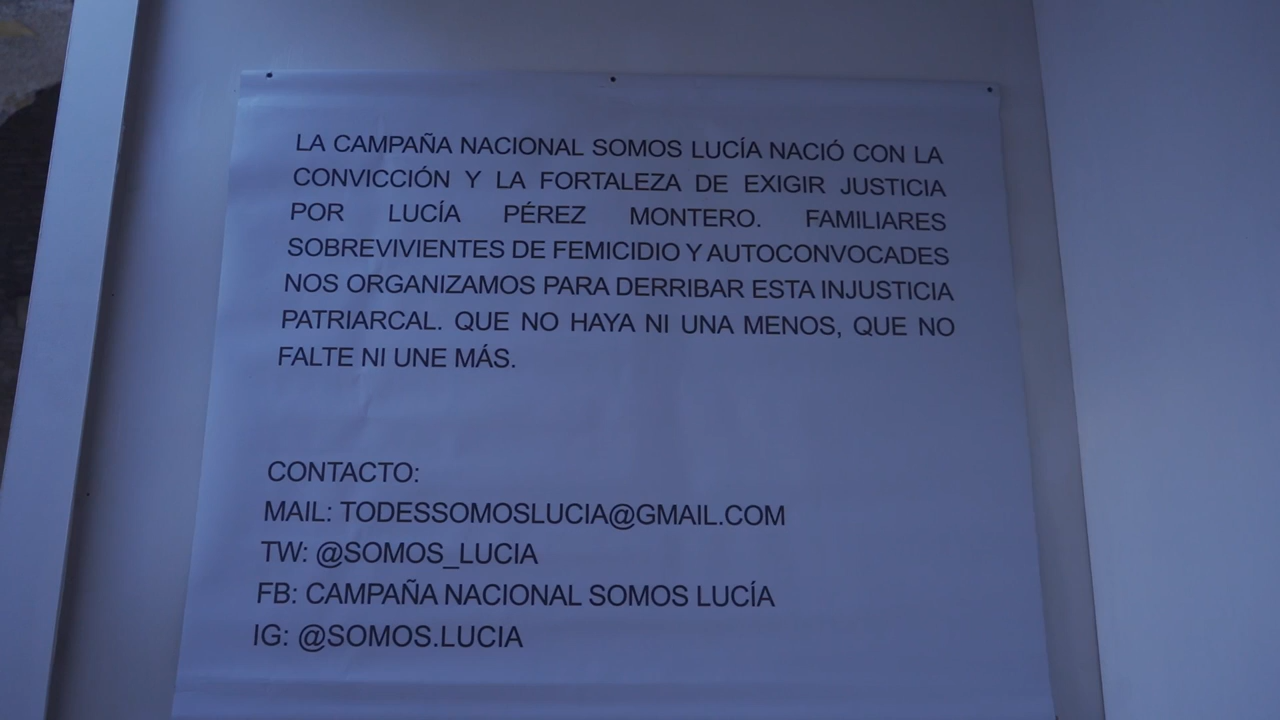 LA CAMPAÑA NACIONAL SOMOS LUCÍA NACIÓ CON LA
CONVICCIÓN Y LA FORTALEZA DE EXIGIR JUSTICIA
POR LUCÍA PÉREZ MONTERO. FAMILIARES
SOBREVIVIENTES DE FEMICIDIO Y AUTOCONVOCADES
NOS ORGANIZAMOS PARA DERRIBAR ESTA INJUSTICIA
PATRIARCAL. QUE NO HAYA NI UNA MENOS, QUE NO
FALTE NI UNE MÁS.
CONTACTO:
MAIL: TODESSOMOSLUCIA@GMAIL.COM
TW: @SOMOS_LUCIA
FB: CAMPAÑA NACIONAL SOMOS LUCÍA
IG: @SOMOS.LUCIA